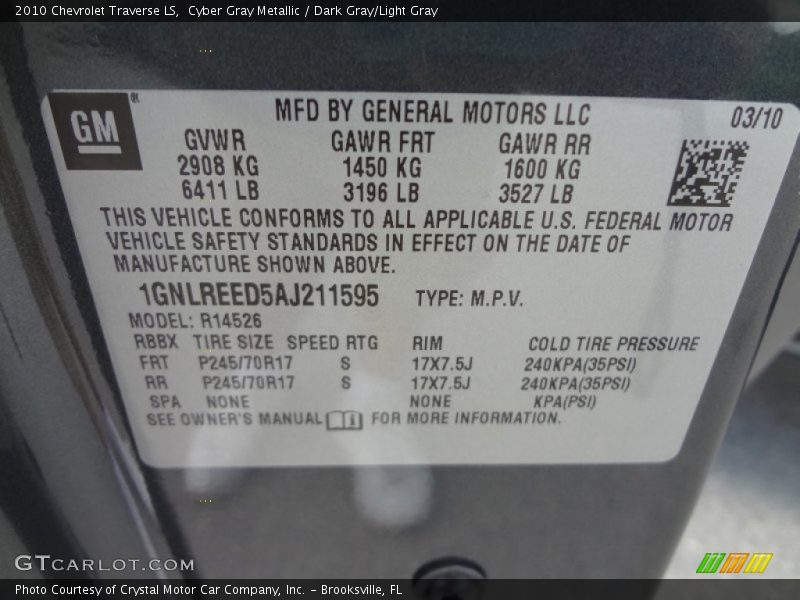 2010 Chevrolet Traverse LS, Cyber Gray Metallic / Dark Gray/Light Gray
GM ®
MFD BY GENERAL MOTORS LLC 03/10
GVWR GAWR FRT GAWR RR
2908 KG 1450 KG 1600 KG
6411 LB 3196 LB 3527 LB
THIS VEHICLE CONFORMS TO ALL APPLICABLE U.S. FEDERAL MOTOR
VEHICLE SAFETY STANDARDS IN EFFECT ON THE DATE OF
MANUFACTURE SHOWN ABOVE.
1GNLREED5AJ211595 TYPE: M.P.V.
MODEL: R14526
RBBX TIRE SIZE SPEED RTG RIM COLD TIRE PRESSURE
FRT P245/70R17 S 17X7.5J 240KPA(35PSI)
RR P245/70R17 S 17X7.5J 240KPA(35PSI)
SPA NONE NONE KPA(PSI)
SEE OWNER'S MANUAL FOR MORE INFORMATION.
GTCARLOT.COM
Photo Courtesy of Crystal Motor Car Company, Inc. – Brooksville, FL